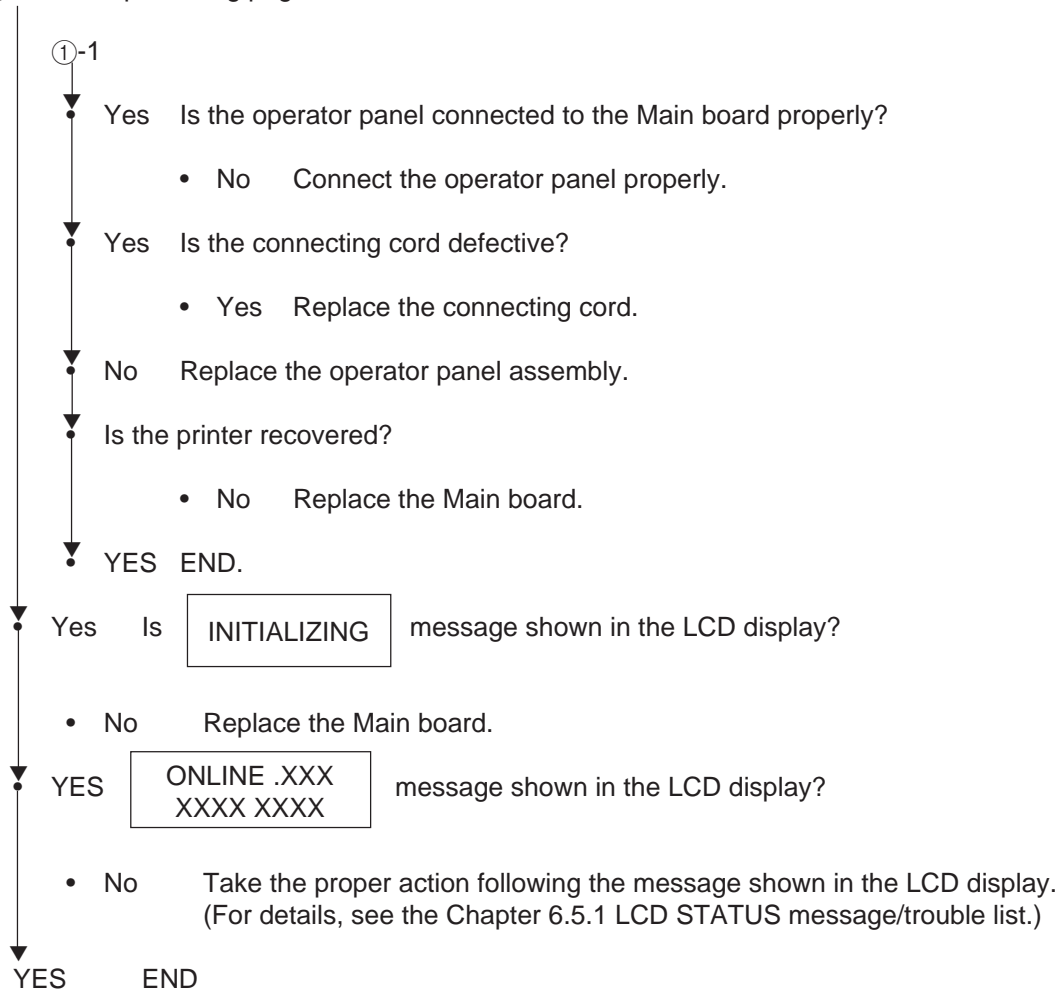 ①-1
Yes Is the operator panel connected to the Main board properly?
• No Connect the operator panel properly.
Yes Is the connecting cord defective?
• Yes Replace the connecting cord.
No Replace the operator panel assembly.
Is the printer recovered?
• No Replace the Main board.
YES END.
Yes Is INITIALIZING message shown in the LCD display?
• No Replace the Main board.
YES ONLINE .XXX
XXXX XXXX message shown in the LCD display?
• No Take the proper action following the message shown in the LCD display.
(For details, see the Chapter 6.5.1 LCD STATUS message/trouble list.)
YES END